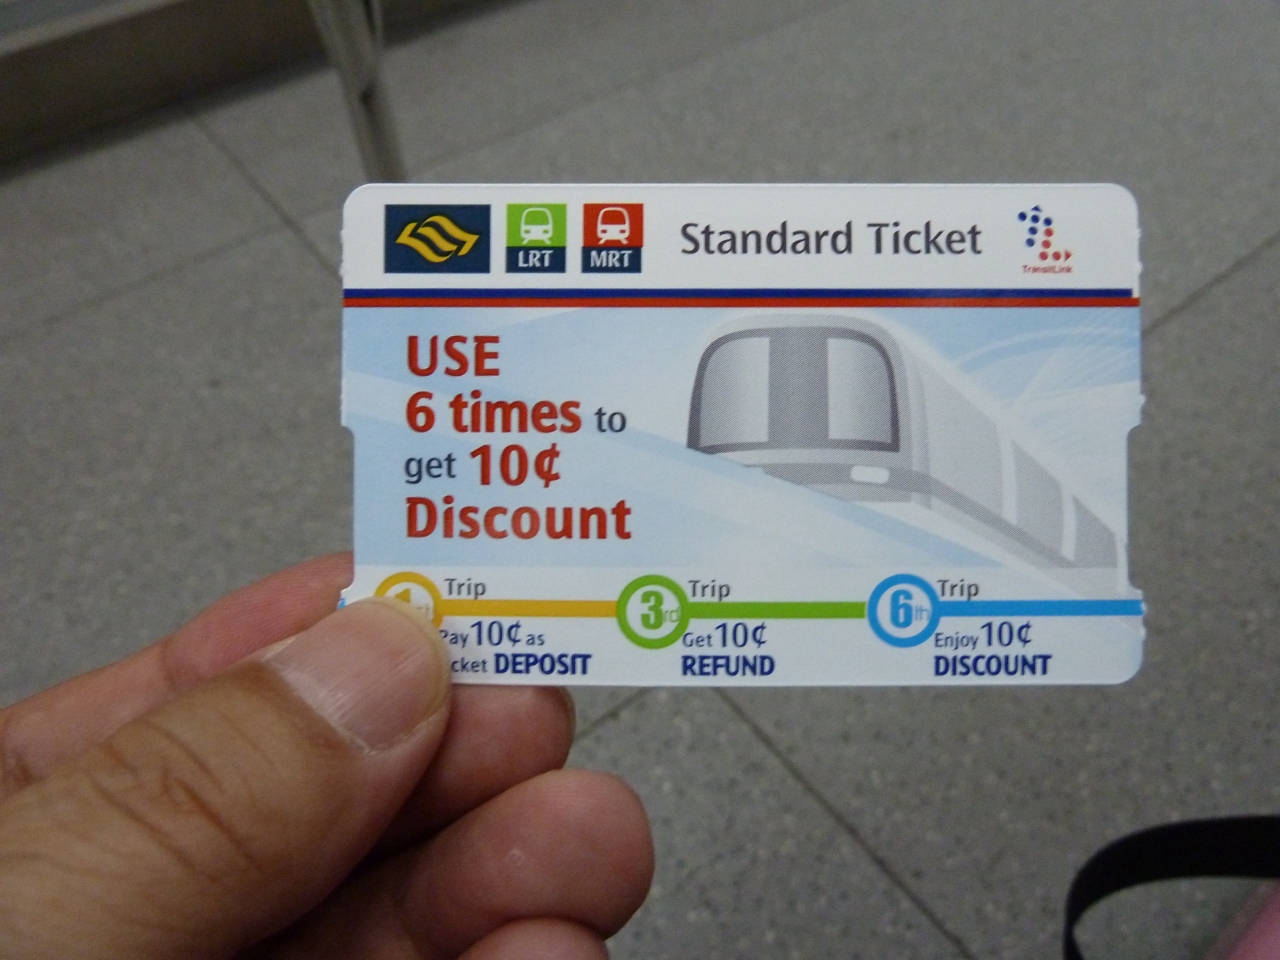 LRT
MRT
Standard Ticket
TransitLink
USE
6 times to
get 10¢
Discount
Trip
Pay 10¢ as
DEPOSIT
3rd
Trip
Get 10¢
REFUND
6th
Trip
Enjoy 10¢
DISCOUNT